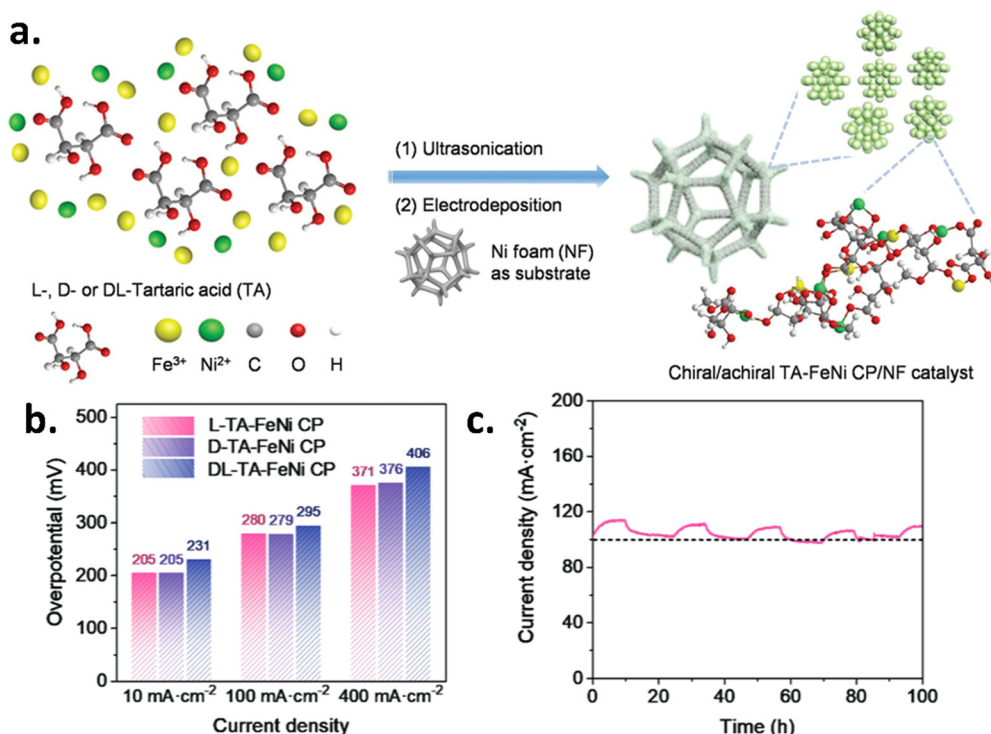 a.
(1) Ultrasonication
(2) Electrodeposition
Ni foam (NF)
as substrate
L-, D- or DL-Tartaric acid (TA)
Fe³⁺ Ni²⁺ C O H
Chiral/achiral TA-FeNi CP/NF catalyst
b.
Overpotential (mV)
500
400
300
200
100
0
L-TA-FeNi CP
D-TA-FeNi CP
DL-TA-FeNi CP
205 205 231
280 279 295
371 376 406
10 mA·cm⁻² 100 mA·cm⁻² 400 mA·cm⁻²
Current density
c.
Current density (mA·cm⁻²)
200
160
120
80
40
0
0 20 40 60 80 100
Time (h)